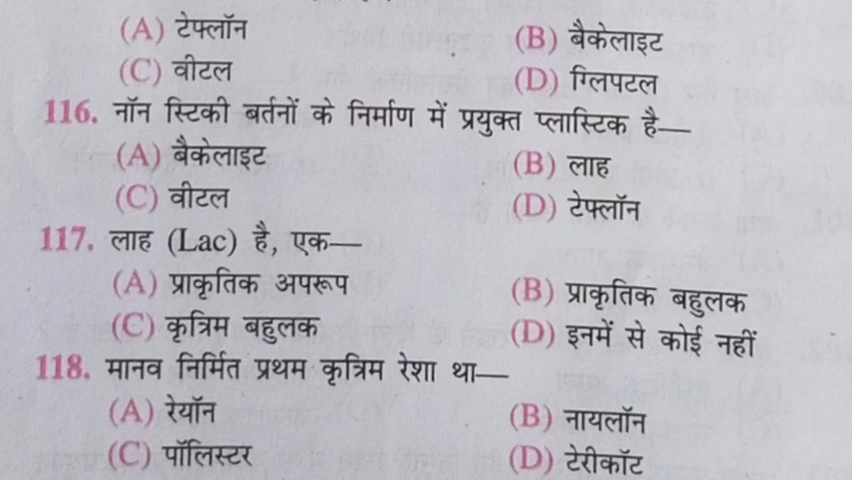 (A) टेफ्लॉन (B) बैकेलाइट
(C) वीटल (D) ग्लिपटल
116. नॉन स्टिकी बर्तनों के निर्माण में प्रयुक्त प्लास्टिक है—
(A) बैकेलाइट (B) लाह
(C) वीटल (D) टेफ्लॉन
117. लाह (Lac) है, एक—
(A) प्राकृतिक अपरूप (B) प्राकृतिक बहुलक
(C) कृत्रिम बहुलक (D) इनमें से कोई नहीं
118. मानव निर्मित प्रथम कृत्रिम रेशा था—
(A) रेयॉन (B) नायलॉन
(C) पॉलिस्टर (D) टेरीकॉट